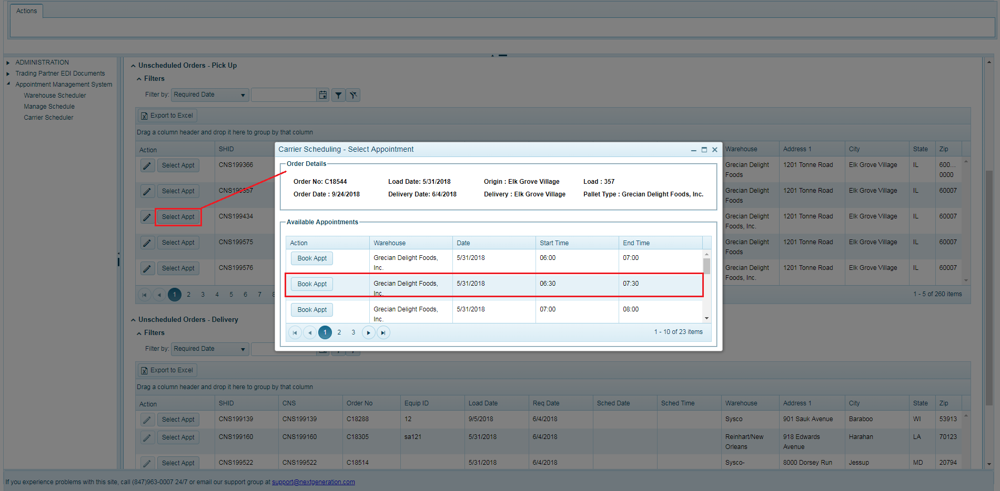 Actions
ADMINISTRATION
Trading Partner EDI Documents
Appointment Management System
Warehouse Scheduler
Manage Schedule
Carrier Scheduler
Unscheduled Orders - Pick Up
Filters
Filter by: Required Date
Export to Excel
Drag a column header and drop it here to group by that column
Action SHID Warehouse Address 1 City State Zip
Select Appt CNS199366 Grecian Delight Foods 1201 Tonne Road Elk Grove Village IL 600... 0000
Select Appt CNS199357 Grecian Delight Foods 1201 Tonne Road Elk Grove Village IL 60007
Select Appt CNS199434 Grecian Delight Foods, Inc. 1201 Tonne Road Elk Grove Village IL 60007
Select Appt CNS199575 Grecian Delight Foods 1201 Tonne Road Elk Grove Village IL 60007
Select Appt CNS199576 Grecian Delight Foods, Inc. 1201 Tonne Road Elk Grove Village IL 60007
1 2 3 4 5 6 7 8 1 - 5 of 260 items
Carrier Scheduling - Select Appointment
Order Details
Order No: C18544 Load Date: 5/31/2018 Origin : Elk Grove Village Load : 357
Order Date : 9/24/2018 Delivery Date: 6/4/2018 Delivery : Elk Grove Village Pallet Type : Grecian Delight Foods, Inc.
Available Appointments
Action Warehouse Date Start Time End Time
Book Appt Grecian Delight Foods, Inc. 5/31/2018 06:00 07:00
Book Appt Grecian Delight Foods, Inc. 5/31/2018 06:30 07:30
Book Appt Grecian Delight Foods, Inc. 5/31/2018 07:00 08:00
1 2 3 1 - 10 of 23 items
Unscheduled Orders - Delivery
Filters
Filter by: Required Date
Export to Excel
Drag a column header and drop it here to group by that column
Action SHID CNS Order No Equip ID Load Date Req Date Sched Date Sched Time Warehouse Address 1 City State Zip
Select Appt CNS199139 CNS199139 C18288 12 9/5/2018 6/4/2018 Sysco 901 Sauk Avenue Baraboo WI 53913
Select Appt CNS199160 CNS199160 C18305 sa121 5/31/2018 6/4/2018 Reinhart/New Orleans 918 Edwards Avenue Harahan LA 70123
Select Appt CNS199522 CNS199522 C18514 5/31/2018 6/4/2018 Sysco- 8000 Dorsey Run Jessup MD 20794
If you experience problems with this site, call (847)963-0007 24/7 or email our support group at support@nextgeneration.com